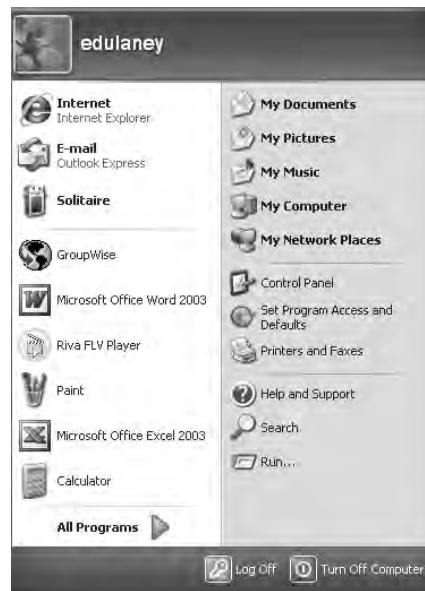 edulaney
Internet
Internet Explorer
E-mail
Outlook Express
Solitaire
GroupWise
Microsoft Office Word 2003
Riva FLV Player
Paint
Microsoft Office Excel 2003
Calculator
All Programs
My Documents
My Pictures
My Music
My Computer
My Network Places
Control Panel
Set Program Access and
Defaults
Printers and Faxes
Help and Support
Search
Run...
Log Off
Turn Off Computer